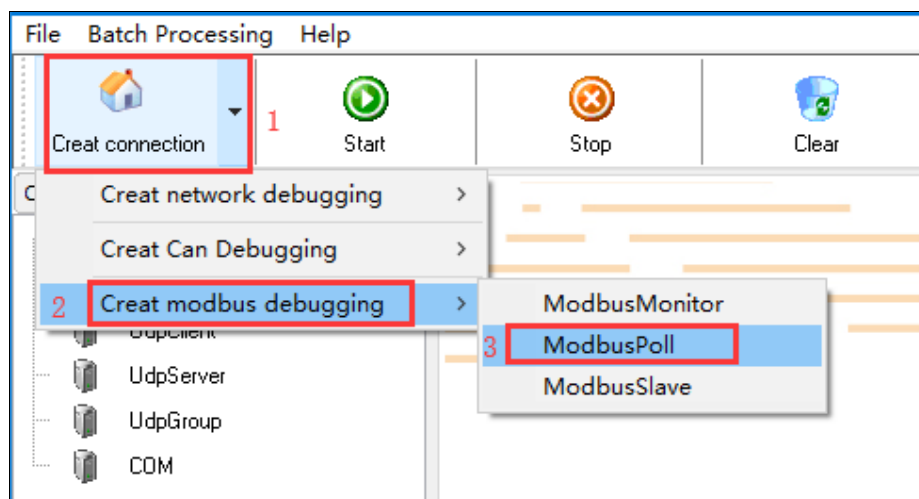 File Batch Processing Help
Creat connection 1 Start Stop Clear
Creat network debugging >
Creat Can Debugging >
2 Creat modbus debugging >
ModbusMonitor
3 ModbusPoll
ModbusSlave
UdpClient
UdpServer
UdpGroup
COM